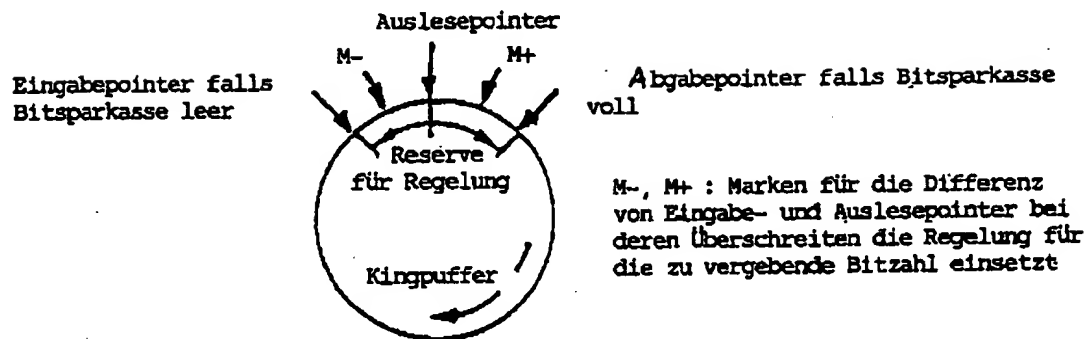 Auslesepointer
M-
M+
Eingabepointer falls
Bitsparkasse leer
Abgabepointer falls Bitsparkasse
voll
Reserve
für Regelung
M-, M+ : Marken für die Differenz
von Eingabe- und Auslesepointer bei
deren Überschreiten die Regelung für
die zu vergebende Bitzahl einsetzt
Kingpuffer